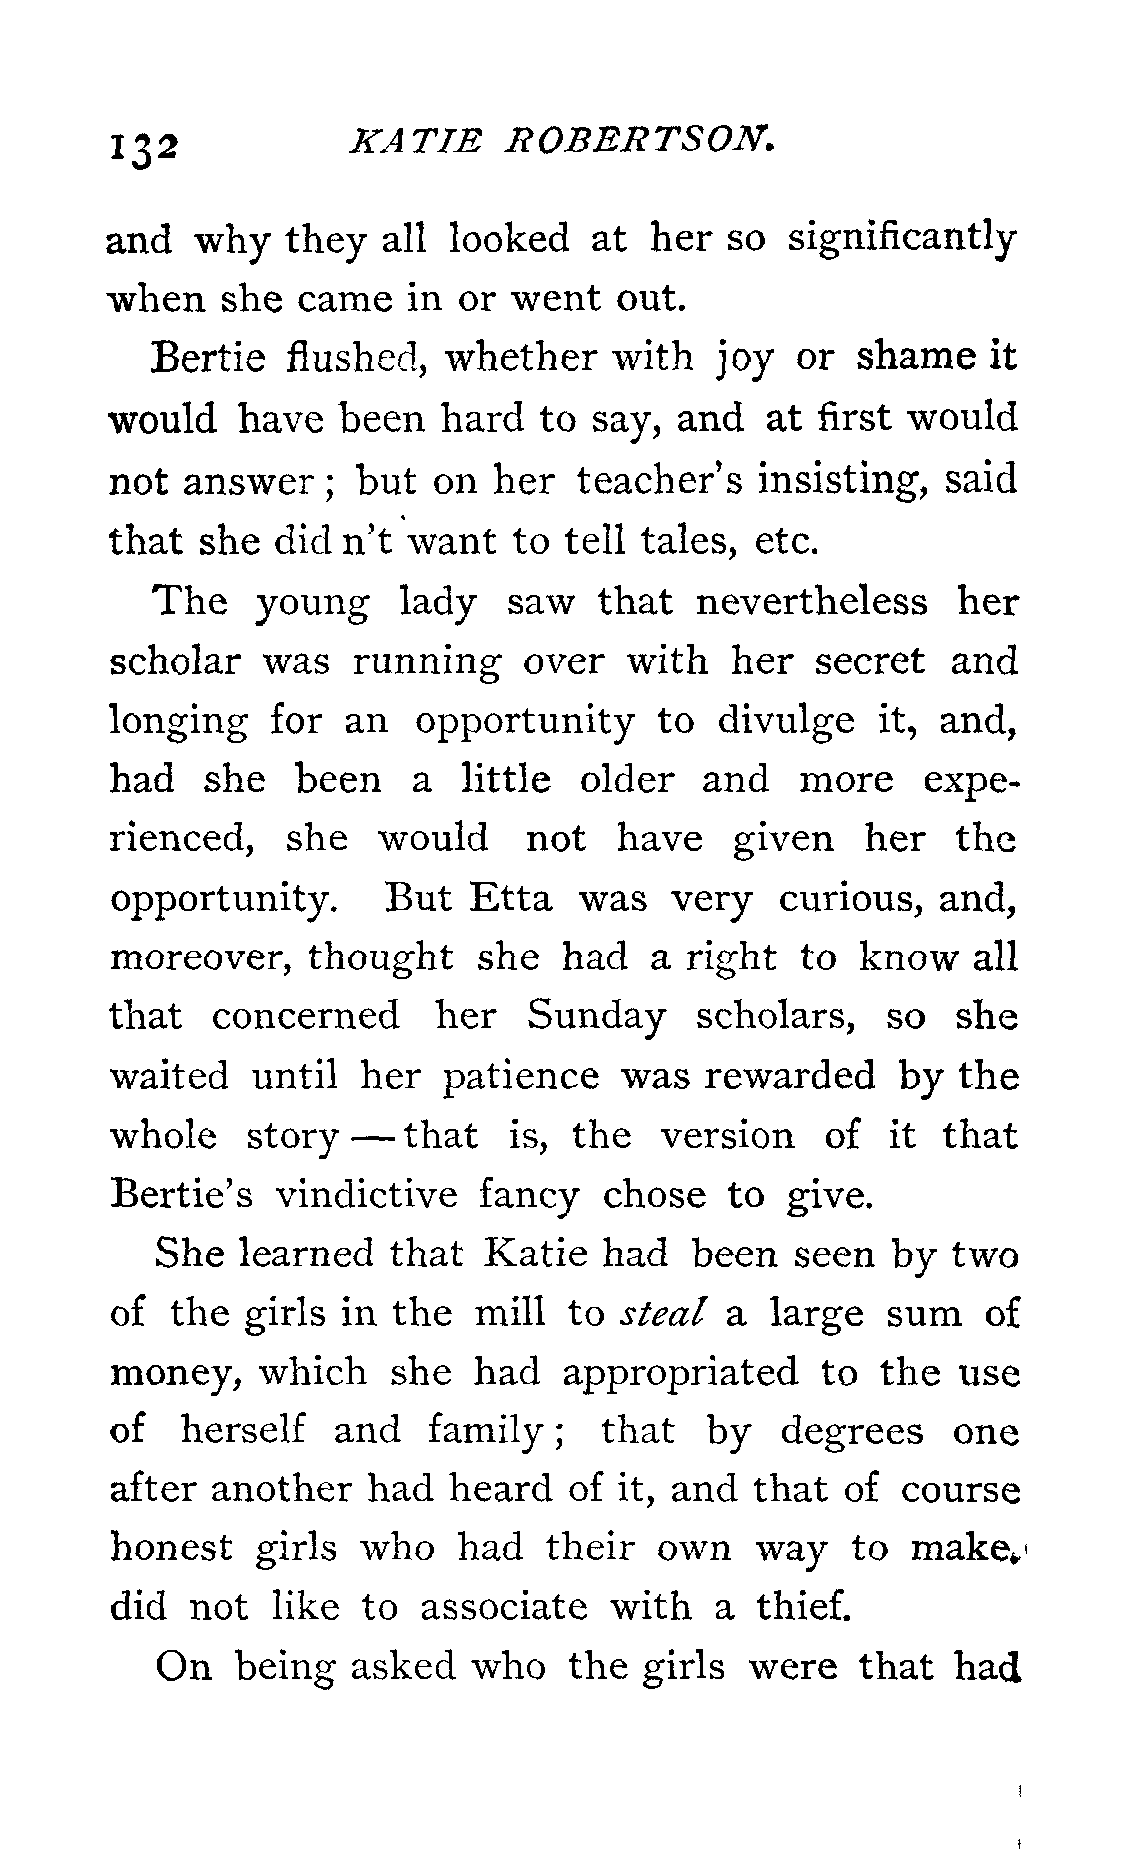 132 KATIE ROBERTSON.
and why they all looked at her so significantly
when she came in or went out.
Bertie flushed, whether with joy or shame it
would have been hard to say, and at first would
not answer ; but on her teacher's insisting, said
that she did n't want to tell tales, etc.
The young lady saw that nevertheless her
scholar was running over with her secret and
longing for an opportunity to divulge it, and,
had she been a little older and more expe-
rienced, she would not have given her the
opportunity. But Etta was very curious, and,
moreover, thought she had a right to know all
that concerned her Sunday scholars, so she
waited until her patience was rewarded by the
whole story — that is, the version of it that
Bertie's vindictive fancy chose to give.
She learned that Katie had been seen by two
of the girls in the mill to steal a large sum of
money, which she had appropriated to the use
of herself and family ; that by degrees one
after another had heard of it, and that of course
honest girls who had their own way to make,
did not like to associate with a thief.
On being asked who the girls were that had